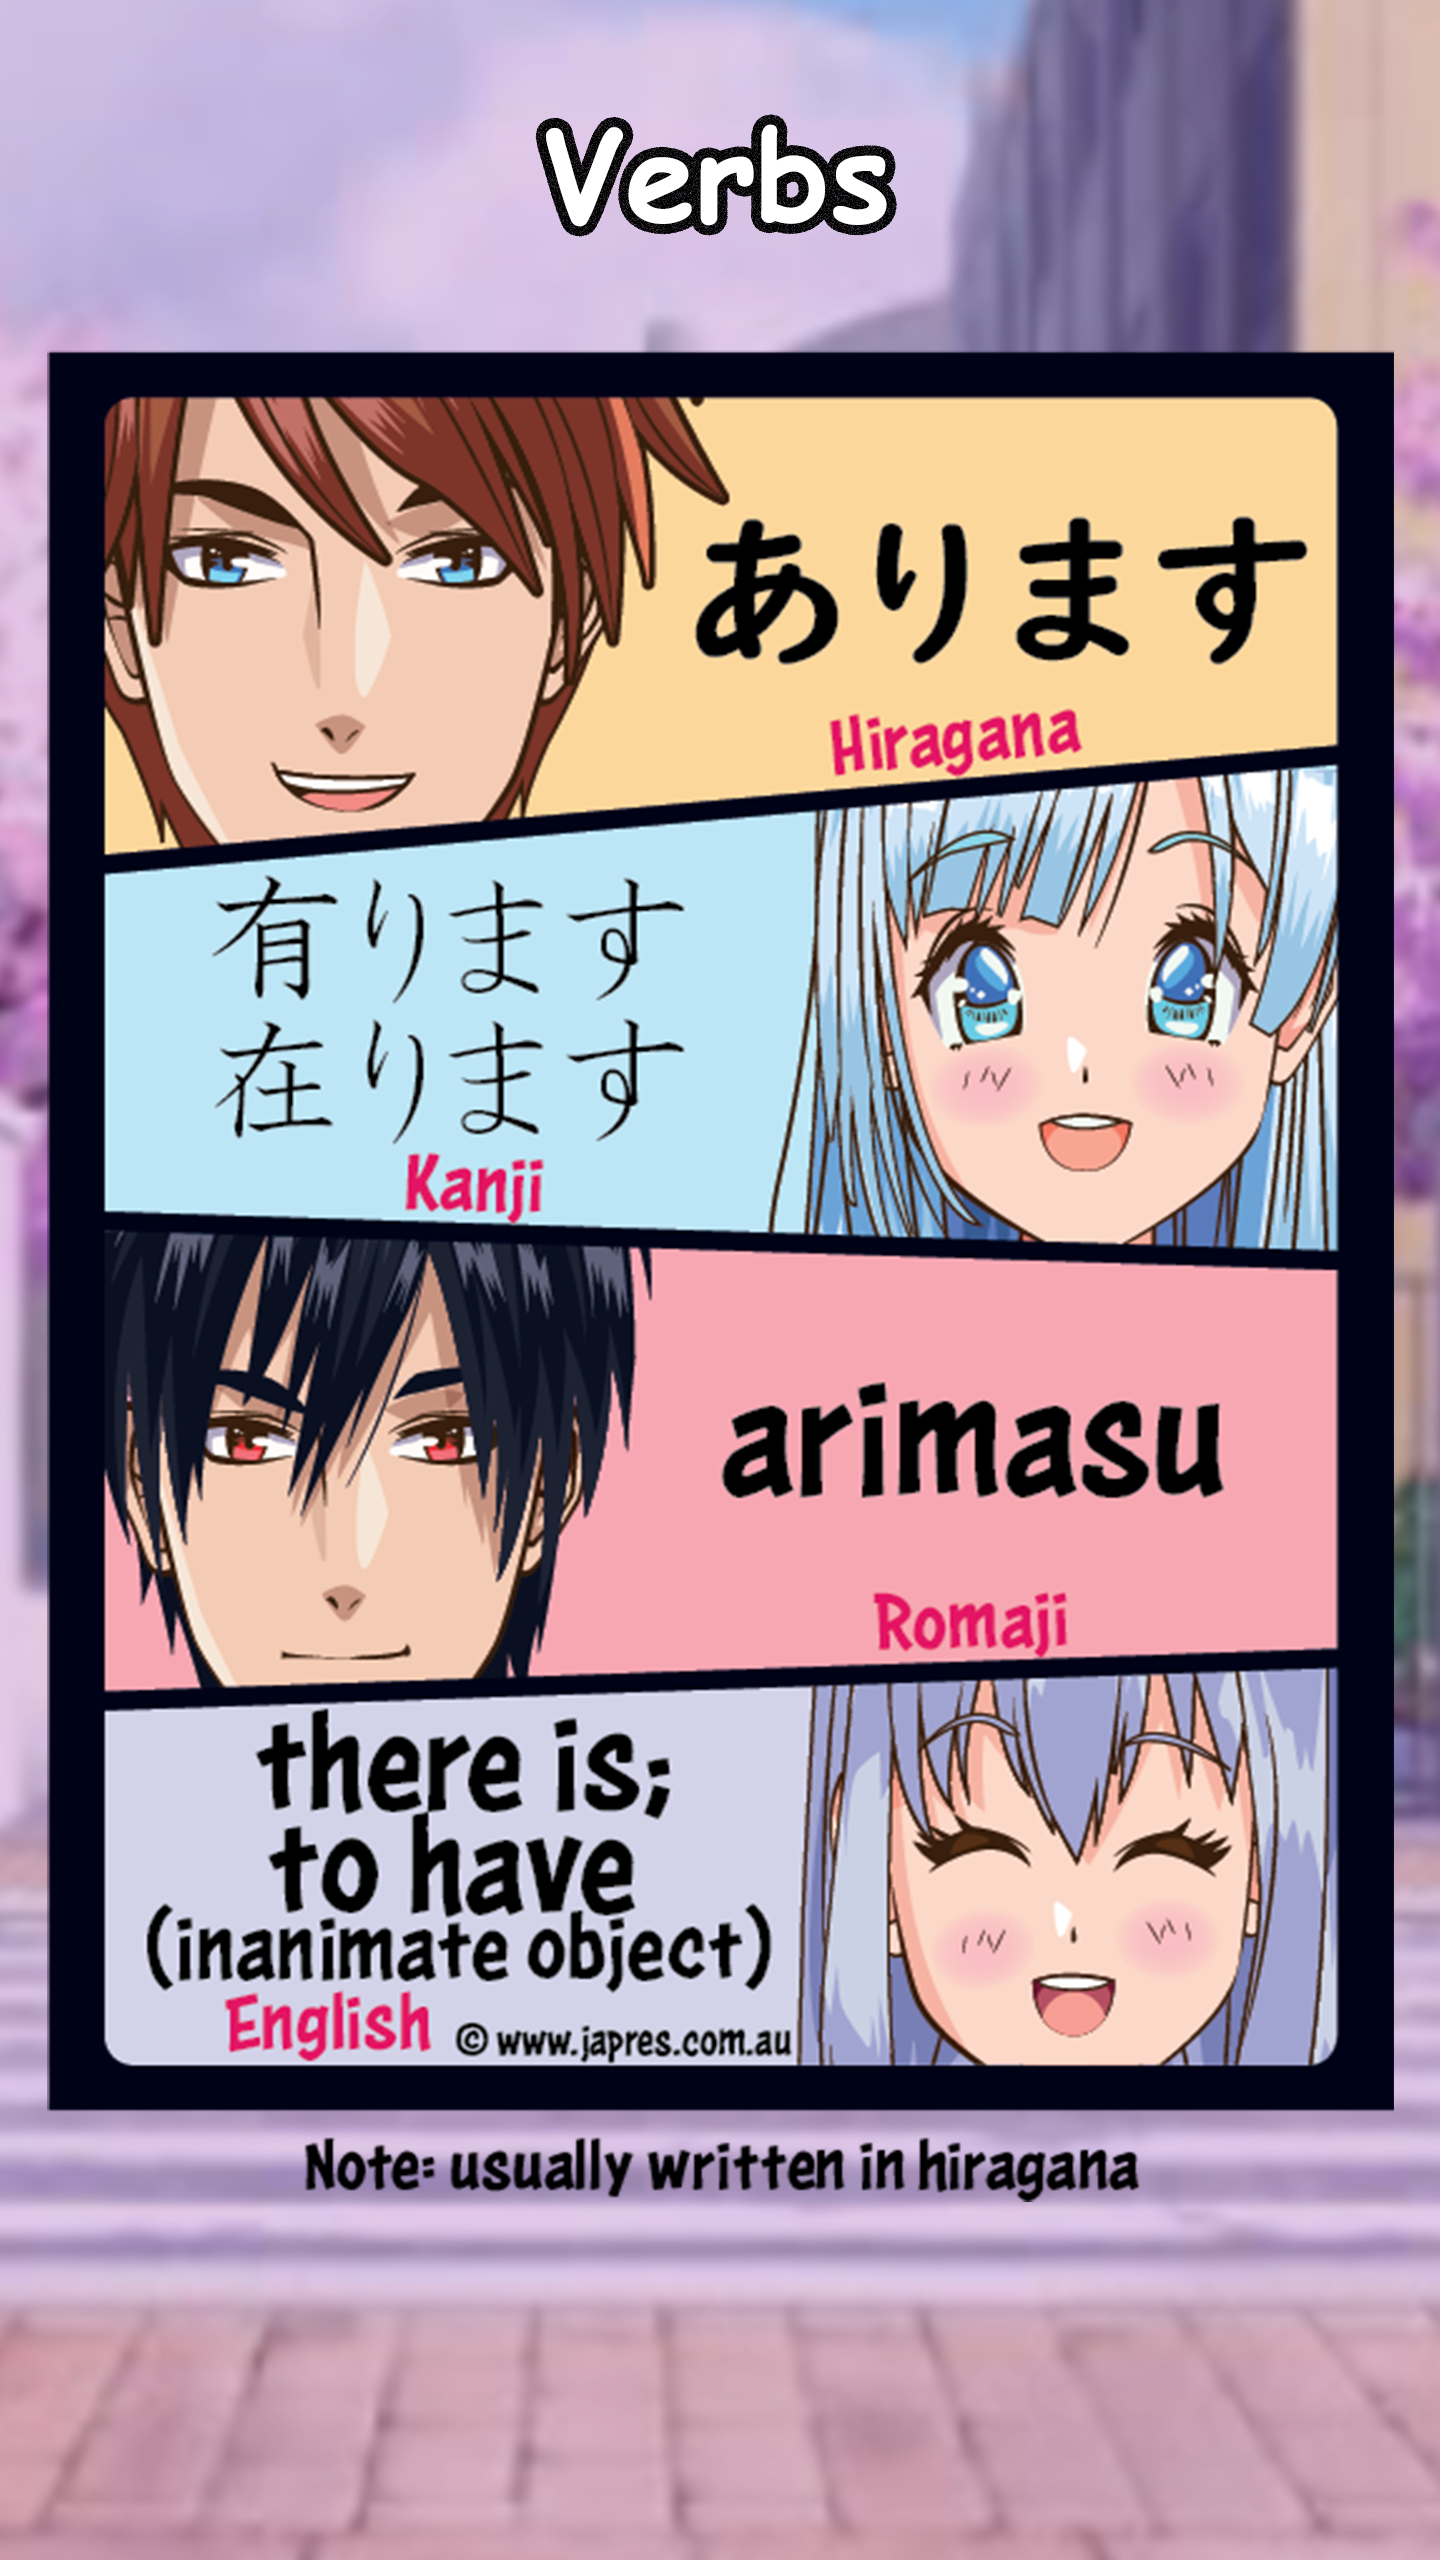 Verbs
あります
Hiragana
有ります
在ります
Kanji
arimasu
Romaji
there is;
to have
(inanimate object)
English © www.japres.com.au
Note: usually written in hiragana